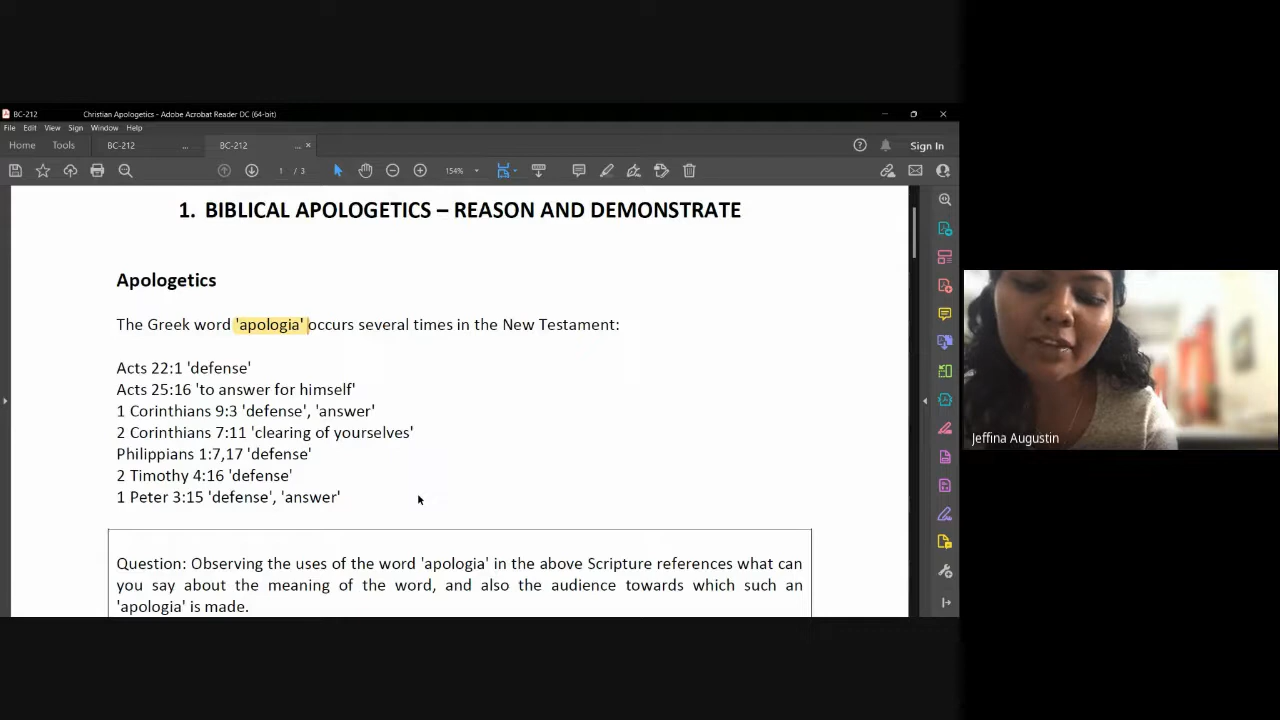 BC-212 Christian Apologetics - Adobe Acrobat Reader DC (64-bit)
File Edit View Sign Window Help
Home Tools BC-212 ... BC-212 ... × Sign In
1 / 3 154%
1. BIBLICAL APOLOGETICS – REASON AND DEMONSTRATE
Apologetics
The Greek word 'apologia' occurs several times in the New Testament:
Acts 22:1 'defense'
Acts 25:16 'to answer for himself'
1 Corinthians 9:3 'defense', 'answer'
2 Corinthians 7:11 'clearing of yourselves'
Philippians 1:7,17 'defense'
2 Timothy 4:16 'defense'
1 Peter 3:15 'defense', 'answer'
Question: Observing the uses of the word 'apologia' in the above Scripture references what can
you say about the meaning of the word, and also the audience towards which such an
'apologia' is made.
Jeffina Augustin